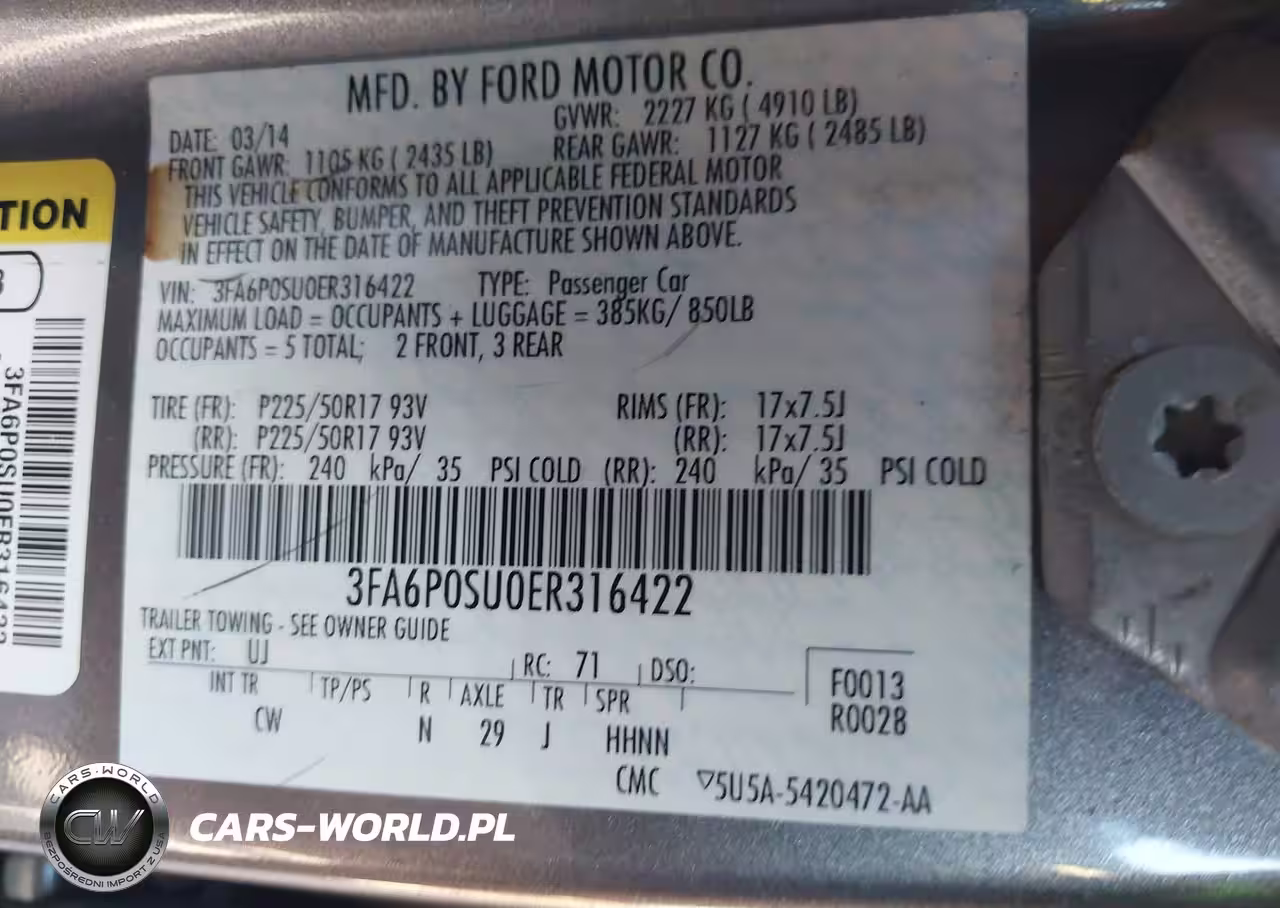 MFD. BY FORD MOTOR CO.
DATE: 03/14 GVWR: 2227 KG ( 4910 LB)
FRONT GAWR: 1105 KG ( 2435 LB) REAR GAWR: 1127 KG ( 2485 LB)
THIS VEHICLE CONFORMS TO ALL APPLICABLE FEDERAL MOTOR
VEHICLE SAFETY, BUMPER, AND THEFT PREVENTION STANDARDS
IN EFFECT ON THE DATE OF MANUFACTURE SHOWN ABOVE.
VIN: 3FA6P0SU0ER316422 TYPE: Passenger Car
MAXIMUM LOAD = OCCUPANTS + LUGGAGE = 385KG/ 850LB
OCCUPANTS = 5 TOTAL; 2 FRONT, 3 REAR
TIRE (FR): P225/50R17 93V RIMS (FR): 17x7.5J
(RR): P225/50R17 93V (RR): 17x7.5J
PRESSURE (FR): 240 kPa/ 35 PSI COLD (RR): 240 kPa/ 35 PSI COLD
3FA6P0SU0ER316422
TRAILER TOWING - SEE OWNER GUIDE
EXT PNT: UJ RC: 71 DSO:
INT TR TP/PS R AXLE TR SPR
CW N 29 J HHNN
F0013
R0028
CMC ▽5U5A-5420472-AA
TION
3FA6P0SU0ER316422
CARS-WORLD
CW
BEZPOŚREDNI IMPORT Z USA
CARS-WORLD.PL